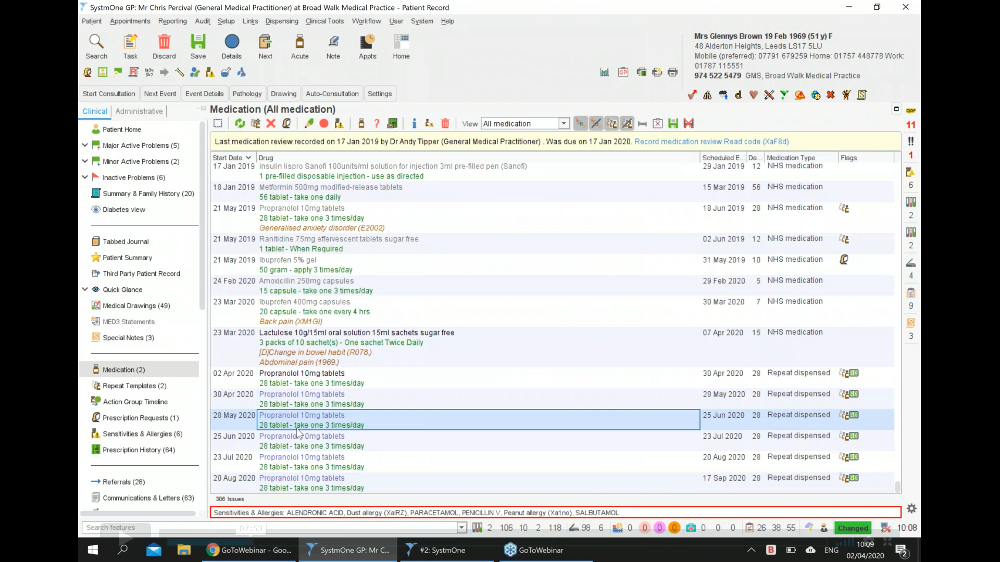 SystmOne GP: Mr Chris Percival (General Medical Practitioner) at Broad Walk Medical Practice - Patient Record
Patient Appointments Reporting Audit Setup Links Dispensing Clinical Tools Workflow User System Help
Search Task Discard Save Details Next Acute Note Appts Home
Mrs Glennys Brown 19 Feb 1969 (51 y) F
48 Alderton Heights, Leeds LS17 5LU
Mobile (preferred): 07791 679259 Home: 01757 448778 Work:
01787 115551
974 522 5479 GMS, Broad Walk Medical Practice
Start Consultation Next Event Event Details Pathology Drawing Auto-Consultation Settings
Clinical Administrative
Patient Home
Major Active Problems (5)
Minor Active Problems (2)
Inactive Problems (6)
Summary & Family History (20)
Diabetes view
Tabbed Journal
Patient Summary
Third Party Patient Record
Quick Glance
Medical Drawings (49)
MED3 Statements
Special Notes (3)
Medication (2)
Repeat Templates (2)
Action Group Timeline
Prescription Requests (1)
Sensitivities & Allergies (6)
Prescription History (64)
Referrals (28)
Communications & Letters (63)
Medication (All medication)
View All medication
Last medication review recorded on 17 Jan 2019 by Dr Andy Tipper (General Medical Practitioner) . Was due on 17 Jan 2020. Record medication review Read code (XaF8d)
Start Date Drug Scheduled E... Da... Medication Type Flags
17 Jan 2019 Insulin lispro Sanofi 100units/ml solution for injection 3ml pre-filled pen (Sanofi) 29 Jan 2019 12 NHS medication
1 pre-filled disposable injection - use as directed
18 Jan 2019 Metformin 500mg modified-release tablets 15 Mar 2019 56 NHS medication
56 tablet - take one daily
21 May 2019 Propranolol 10mg tablets 18 Jun 2019 28 NHS medication
28 tablet - take one 3 times/day
Generalised anxiety disorder (E2002)
21 May 2019 Ranitidine 75mg effervescent tablets sugar free 02 Jun 2019 12 NHS medication
1 tablet - When Required
21 May 2019 Ibuprofen 5% gel 31 May 2019 10 NHS medication
50 gram - apply 3 times/day
24 Feb 2020 Amoxicillin 250mg capsules 29 Feb 2020 5 NHS medication
15 capsule - take one 3 times/day
23 Mar 2020 Ibuprofen 400mg capsules 30 Mar 2020 7 NHS medication
20 capsule - take one every 4 hrs
Back pain (XM1GI)
23 Mar 2020 Lactulose 10g/15ml oral solution 15ml sachets sugar free 07 Apr 2020 15 NHS medication
3 packs of 10 sachet(s) - One sachet Twice Daily
[D]Change in bowel habit (R078.)
Abdominal pain (1969.)
02 Apr 2020 Propranolol 10mg tablets 30 Apr 2020 28 Repeat dispensed RD
28 tablet - take one 3 times/day
30 Apr 2020 Propranolol 10mg tablets 28 May 2020 28 Repeat dispensed RD
28 tablet - take one 3 times/day
28 May 2020 Propranolol 10mg tablets 25 Jun 2020 28 Repeat dispensed RD
28 tablet - take one 3 times/day
25 Jun 2020 Propranolol 10mg tablets 23 Jul 2020 28 Repeat dispensed RD
28 tablet - take one 3 times/day
23 Jul 2020 Propranolol 10mg tablets 20 Aug 2020 28 Repeat dispensed RD
28 tablet - take one 3 times/day
20 Aug 2020 Propranolol 10mg tablets 17 Sep 2020 28 Repeat dispensed RD
28 tablet - take one 3 times/day
306 Issues
Sensitivities & Allergies: ALENDRONIC ACID, Dust allergy (XaIRZ), PARACETAMOL, PENICILLIN V, Peanut allergy (Xa1no), SALBUTAMOL
QOF
11
!!
1
6
2
2
4
9
3
Search features
07:53
2 106 10 2 118 98 6 0 0 0 0 0 0 0 26 38 55 Changed 10:08
GoToWebinar - Goo... SystmOne GP: Mr C... #2: SystmOne GoToWebinar
B ENG 10:09
02/04/2020
2